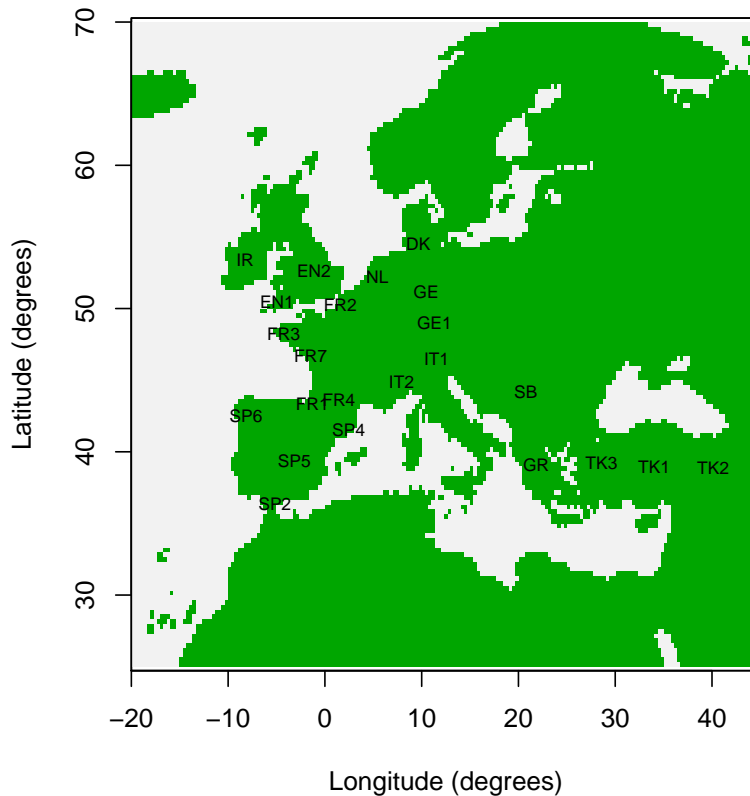 70
60
50
40
30
Latitude (degrees)
DK
IR
EN2
NL
GE
EN1
FR2
GE1
FR3
FR7
IT1
IT2
SB
FR1
FR4
SP6
SP4
SP5
GR
TK3
TK1
TK2
SP2
−20
−10
0
10
20
30
40
Longitude (degrees)